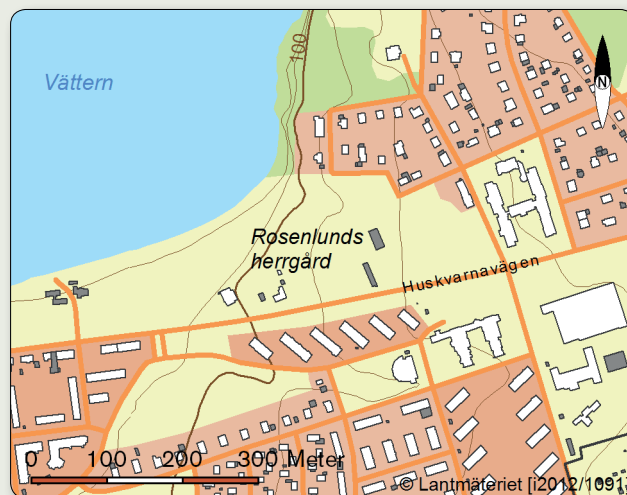 100
Vättern
N
Rosenlunds
herrgård
Huskvarnavägen
0 100 200 300 Meter
© Lantmäteriet [i2012/1091]